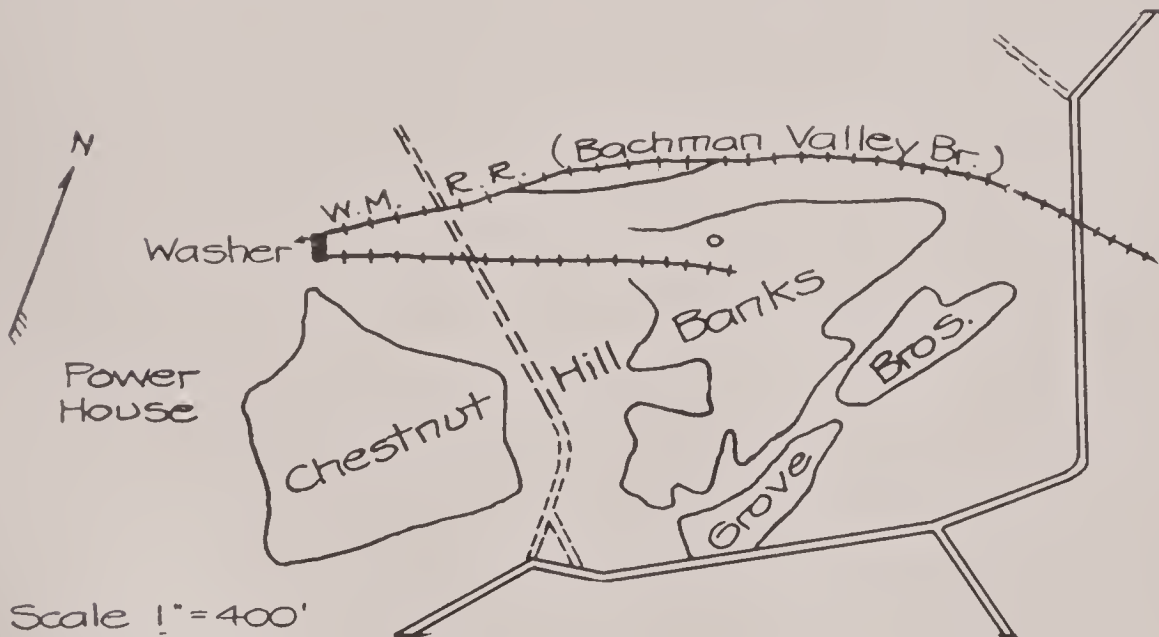 N
W.M. R.R. (Bachman Valley Br.)
Washer
Chestnut Hill Banks
Power
House
Grove Bros.
Scale 1"=400'